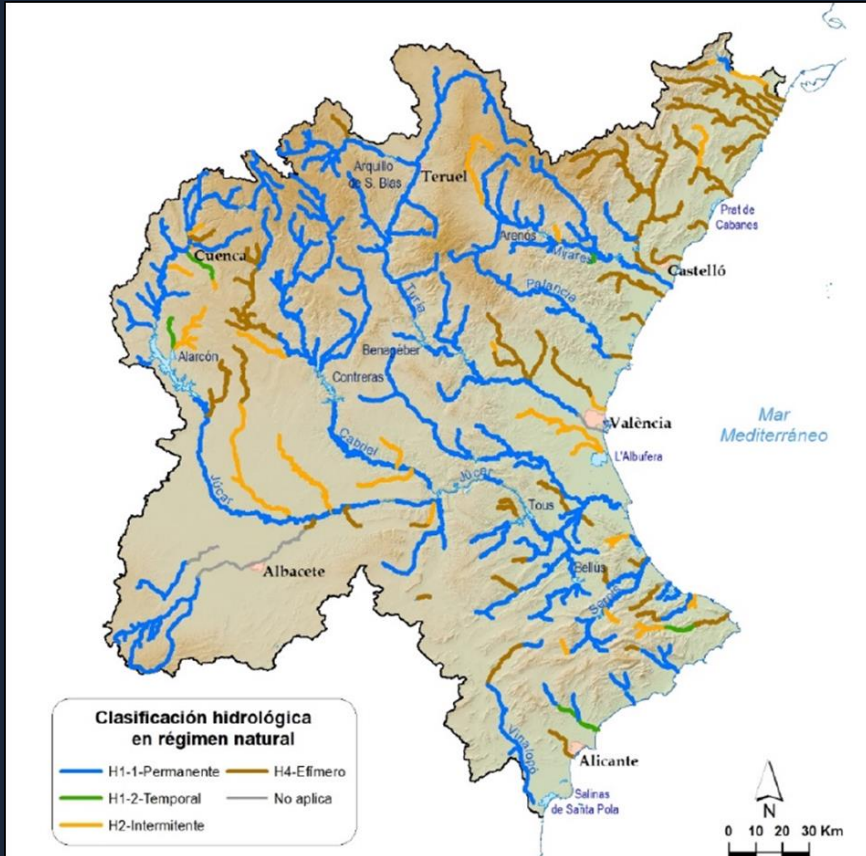 Arquillo
de S. Blas
Teruel
Prat de
Cabanes
Arenós
Mijares
Cuenca
Castelló
Palancia
Turia
Benagéber
Alarcón
Contreras
València
Mar
Mediterráneo
Cabriel
L'Albufera
Júcar
Júcar
Tous
Albacete
Bellús
Serpis
Clasificación hidrológica
en régimen natural
H1-1-Permanente
H4-Efímero
H1-2-Temporal
No aplica
H2-Intermitente
Vinalopó
Alicante
Salinas
de Santa Pola
N
0 10 20 30 Km